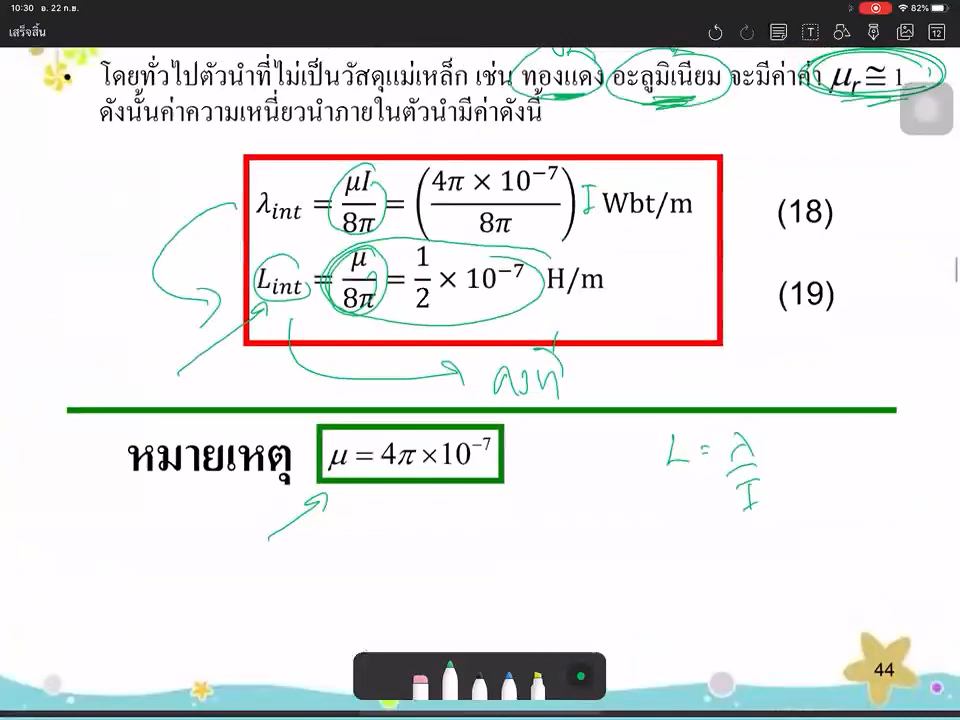 10:30 อ. 22 ก.ย. 82%
เสร็จสิ้น
• โดยทั่วไปตัวนำที่ไม่เป็นวัสดุแม่เหล็ก เช่น ทองแดง อะลูมิเนียม จะมีค่าค่า μᵣ ≅ 1
ดังนั้นค่าความเหนี่ยวนำภายในตัวนำมีค่าดังนี้
λ_int = μI/8π = (4π × 10⁻⁷/8π) I Wbt/m (18)
L_int = μ/8π = 1/2 × 10⁻⁷ H/m (19)
คงที่
หมายเหตุ μ = 4π×10⁻⁷
L = λ/I
44